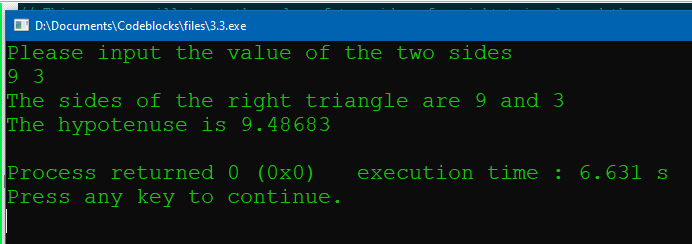 D:\Documents\Codeblocks\files\3.3.exe
Please input the value of the two sides
9 3
The sides of the right triangle are 9 and 3
The hypotenuse is 9.48683
Process returned 0 (0x0)   execution time : 6.631 s
Press any key to continue.